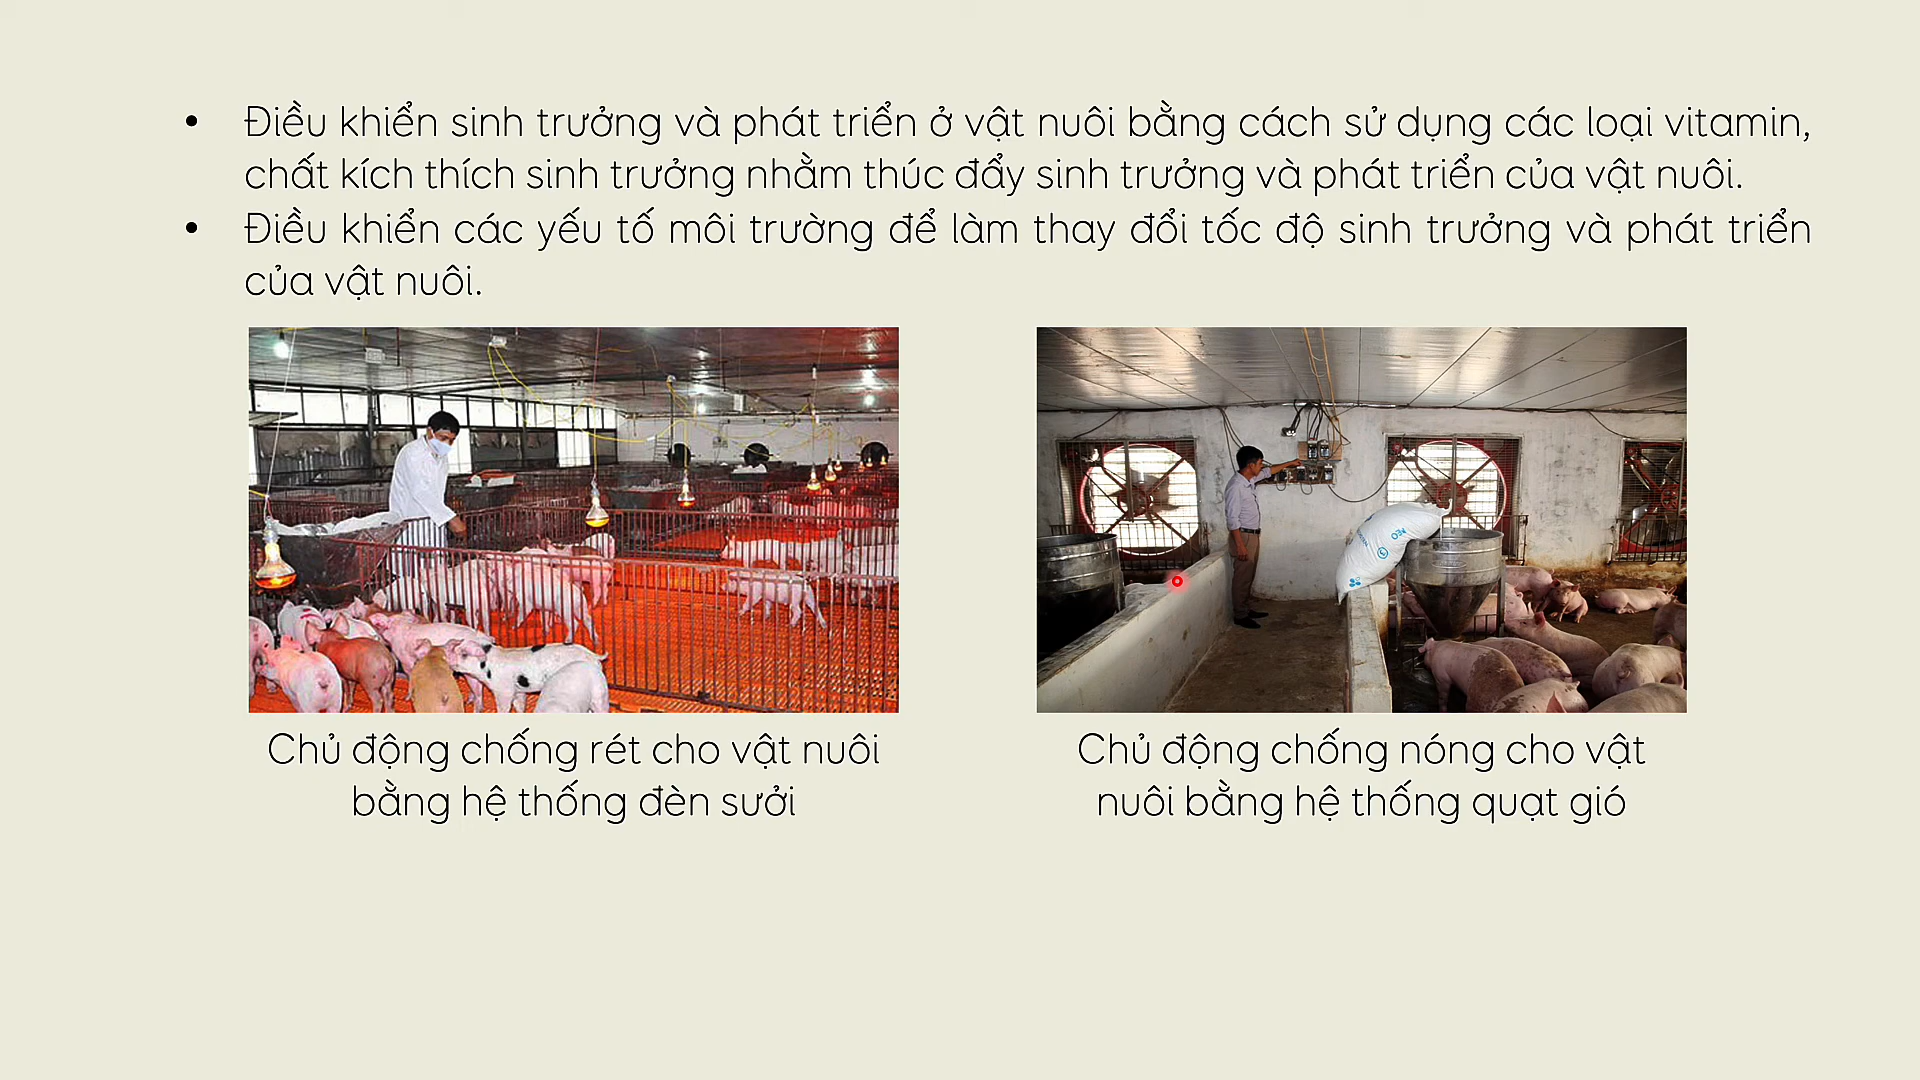 • Điều khiển sinh trưởng và phát triển ở vật nuôi bằng cách sử dụng các loại vitamin,
chất kích thích sinh trưởng nhằm thúc đẩy sinh trưởng và phát triển của vật nuôi.
• Điều khiển các yếu tố môi trường để làm thay đổi tốc độ sinh trưởng và phát triển
của vật nuôi.
Chủ động chống rét cho vật nuôi
bằng hệ thống đèn sưởi
Chủ động chống nóng cho vật
nuôi bằng hệ thống quạt gió